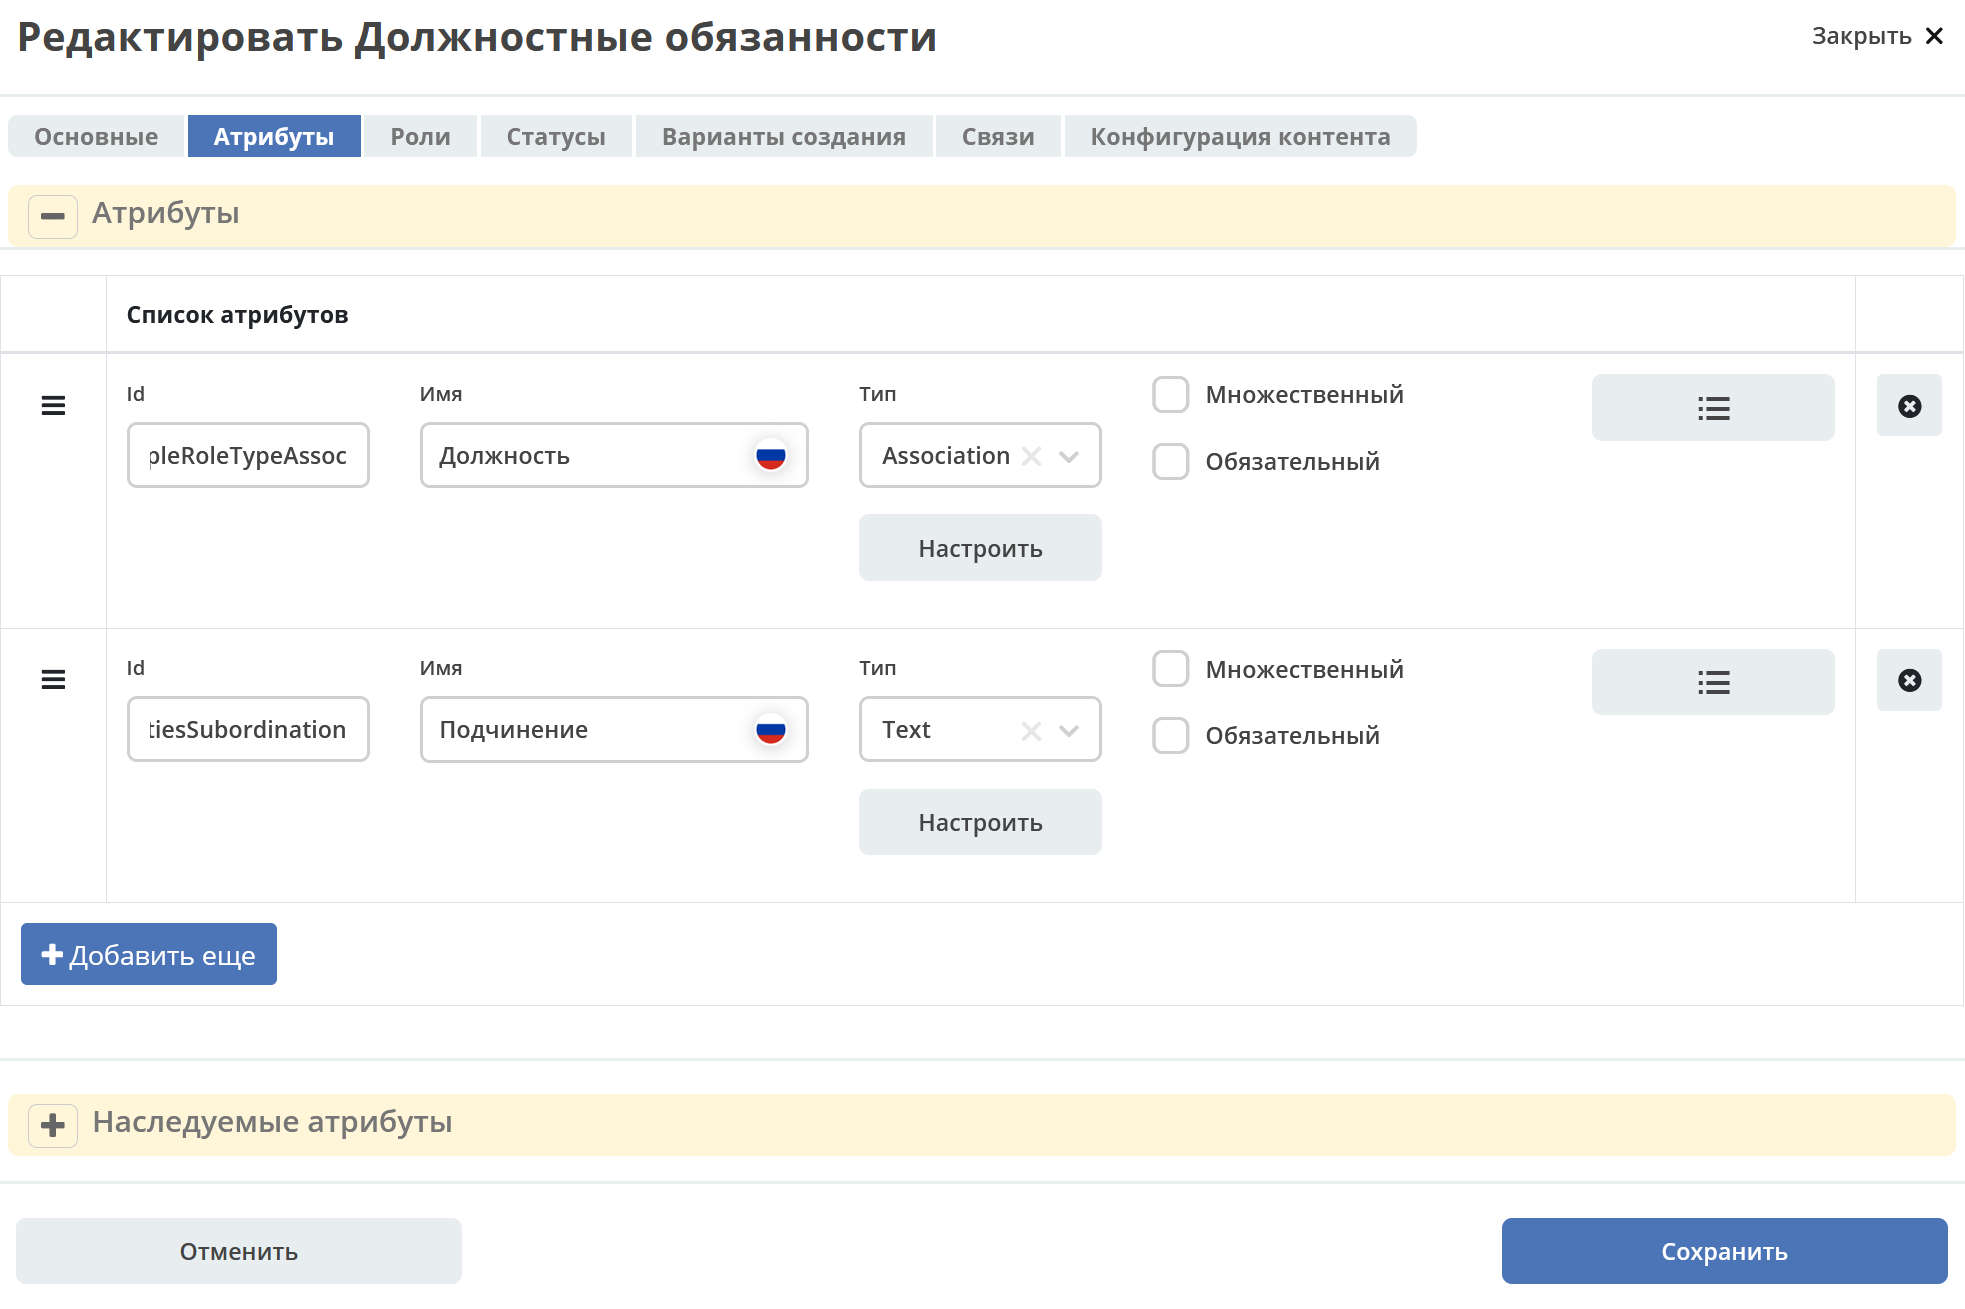 Редактировать Должностные обязанности
Закрыть
Основные Атрибуты Роли Статусы Варианты создания Связи Конфигурация контента
Атрибуты
Список атрибутов
Id Имя Тип Множественный
pleRoleTypeAssoc Должность Association Обязательный
Настроить
Id Имя Тип Множественный
tiesSubordination Подчинение Text Обязательный
Настроить
Добавить еще
Наследуемые атрибуты
Отменить Сохранить